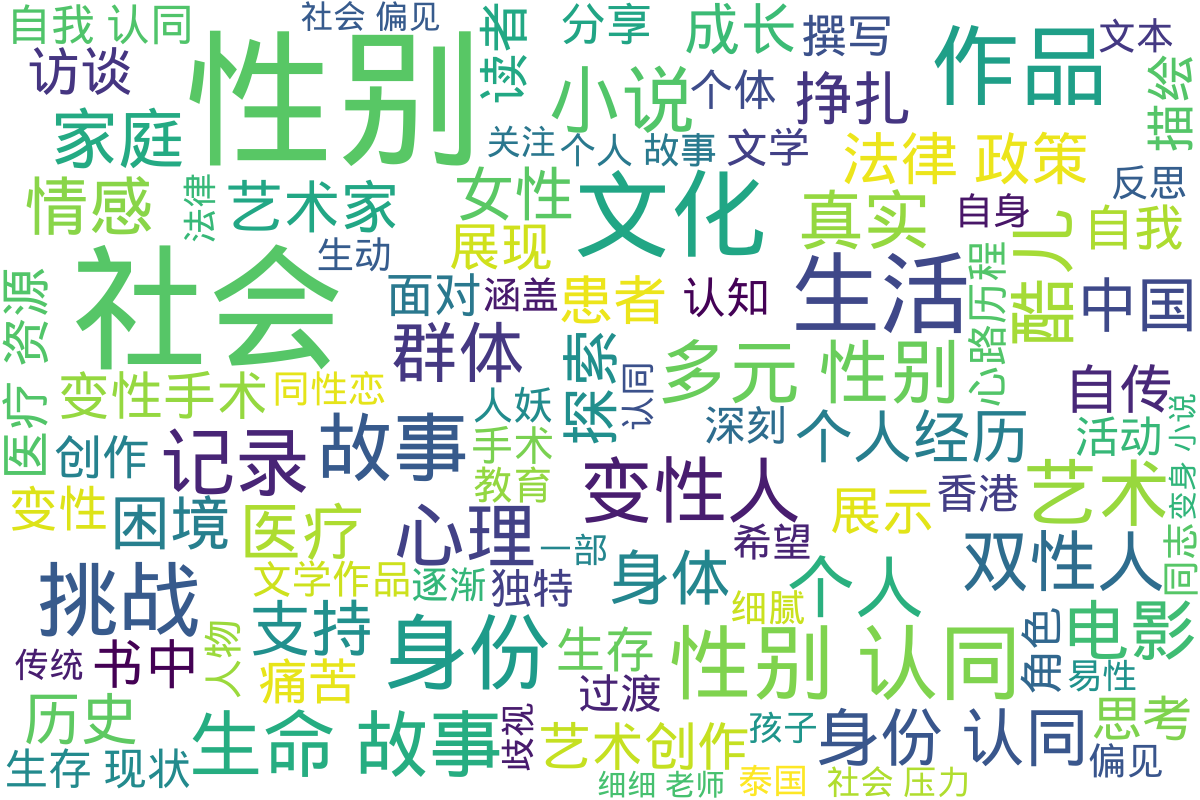 自我 认同
社会 偏见
性别
读者
分享
成长
撰写
作品
文本
访谈
小说
个体
挣扎
描绘
家庭
关注
个人 故事
文学
法律 政策
反思
情感
法律
艺术家
女性
文化
真实
自身
酷儿
自我
生动
展现
社会
生活
心路历程
资源
面对
涵盖
患者
认知
中国
群体
探索
多元 性别
变性手术
同性恋
认同
自传
医疗
人妖
深刻
个人经历
小说
故事
活动
创作
记录
手术
变性人
艺术
教育
变身
变性
困境
医疗
心理
展示
香港
希望
同志
一部
双性人
挑战
文学作品
逐渐
独特
身体
个人
细腻
支持
身份
电影
角色
人物
生存
性别 认同
传统
书中
痛苦
过渡
易性
历史
生命 故事
歧视
艺术创作
孩子
身份 认同
思考
生存 现状
偏见
细细 老师
泰国
社会 压力